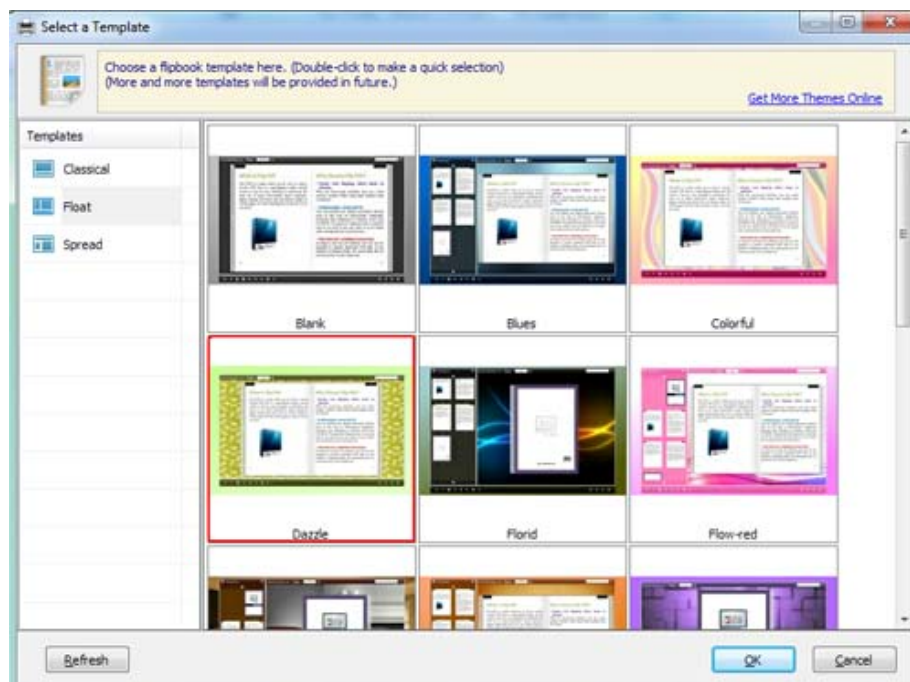 Select a Template
Choose a flipbook template here. (Double-click to make a quick selection)
(More and more templates will be provided in future.)
Get More Themes Online
Templates
Classical
Float
Spread
Blank
Blues
Colorful
Dazzle
Florid
Flow-red
Refresh
OK
Cancel